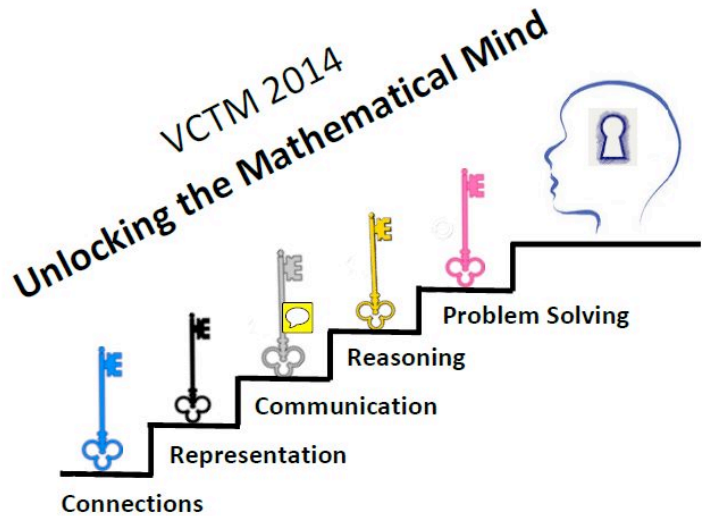 VCTM 2014
Unlocking the Mathematical Mind
Problem Solving
Reasoning
Communication
Representation
Connections